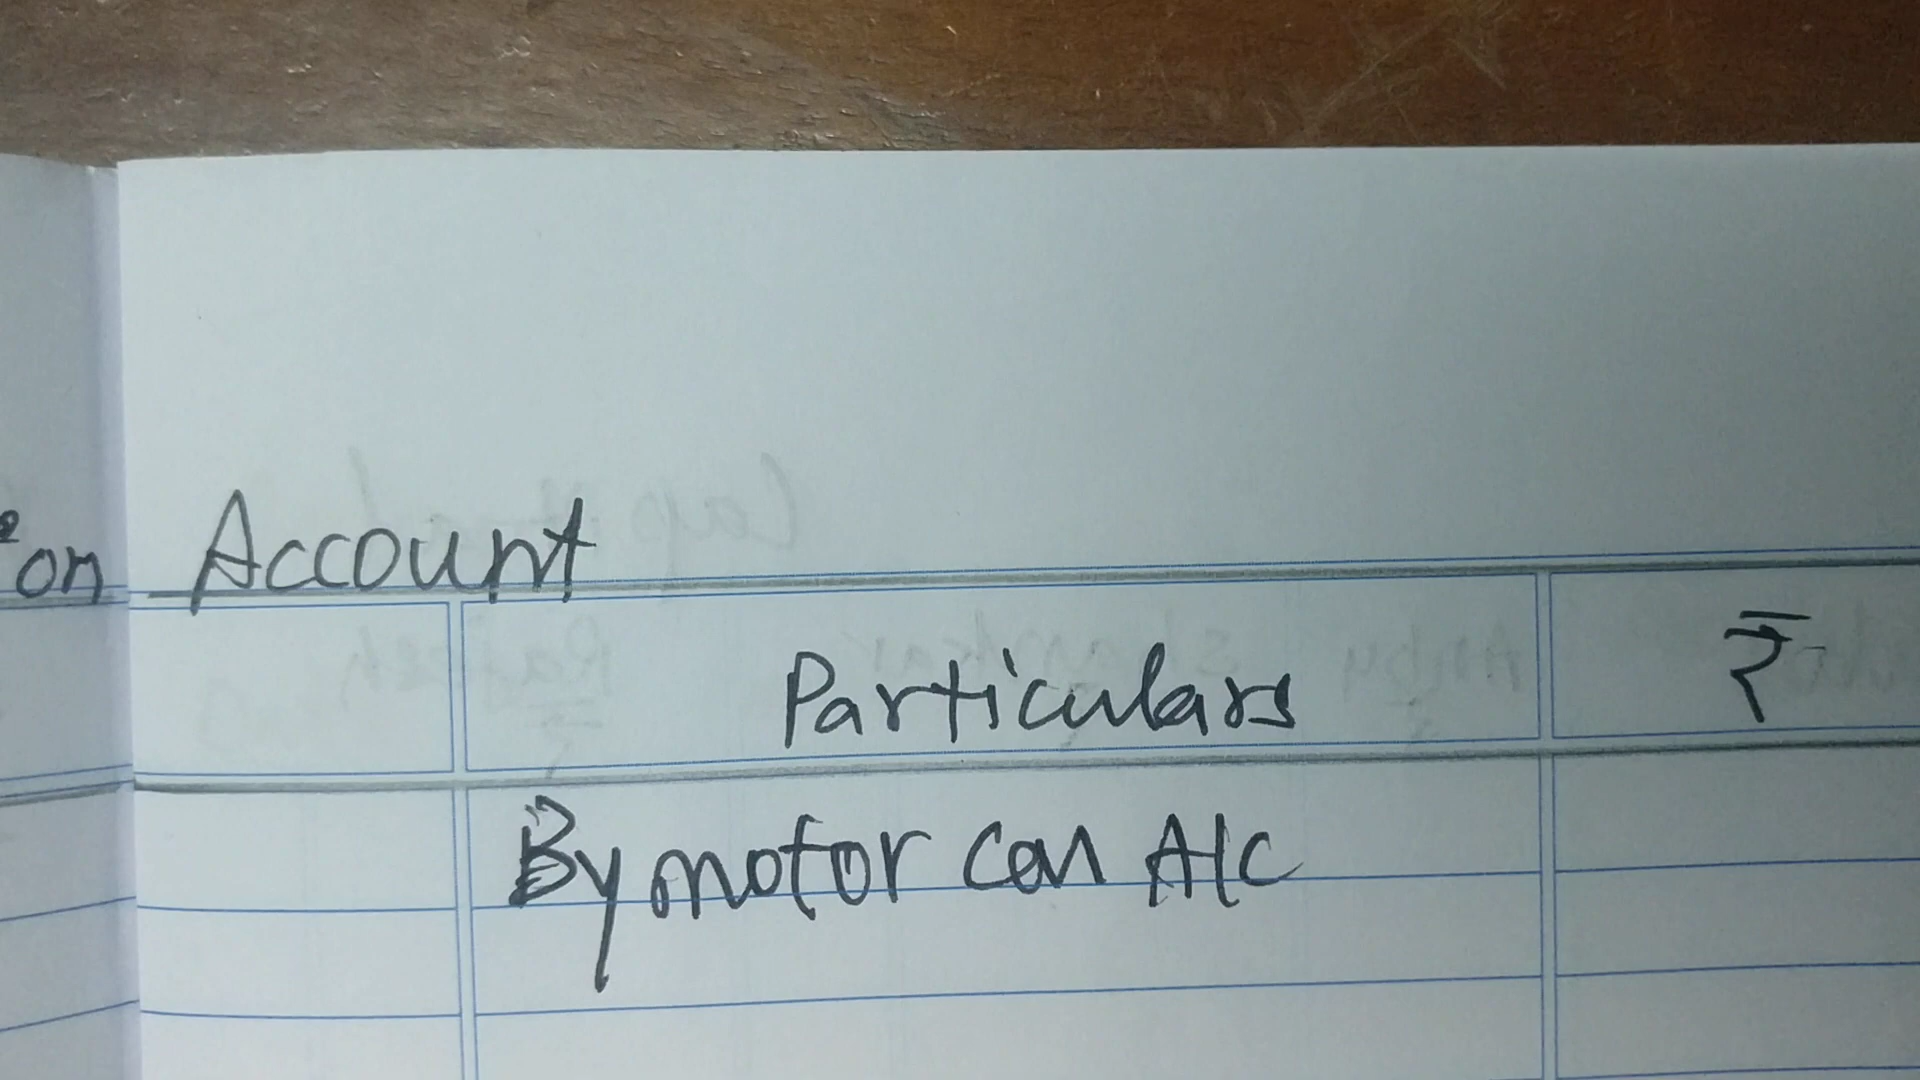 on Account
Particulars ₹
By motor car A/c